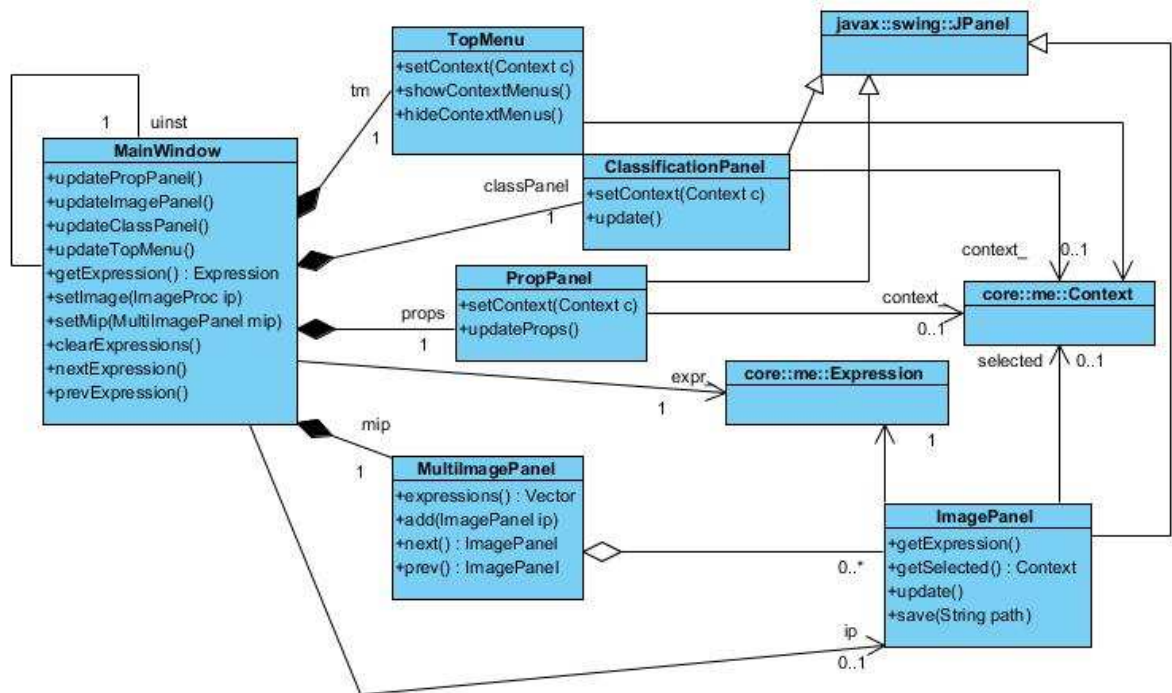 TopMenu
+setContext(Context c)
+showContextMenus()
+hideContextMenus()
javax::swing::JPanel
tm
1
1 uinst
MainWindow
+updatePropPanel()
+updateImagePanel()
+updateClassPanel()
+updateTopMenu()
+getExpression() : Expression
+setImage(ImageProc ip)
+setMip(MultiImagePanel mip)
+clearExpressions()
+nextExpression()
+prevExpression()
classPanel
1
ClassificationPanel
+setContext(Context c)
+update()
context_ 0..1
props
1
PropPanel
+setContext(Context c)
+updateProps()
context_
0..1
core::me::Context
selected 0..1
expr_
1
core::me::Expression
1
mip
1
MultiImagePanel
+expressions() : Vector
+add(ImagePanel ip)
+next() : ImagePanel
+prev() : ImagePanel
0..*
ImagePanel
+getExpression()
+getSelected() : Context
+update()
+save(String path)
ip
0..1